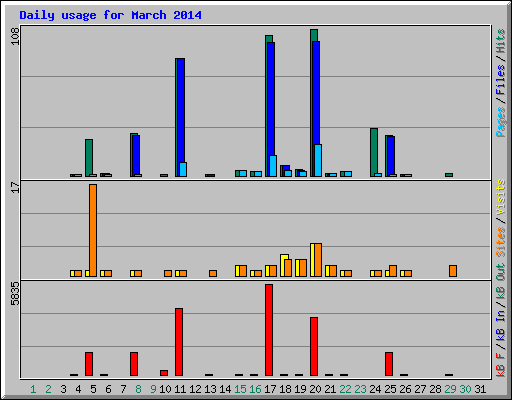 Daily usage for March 2014
108
17
5835
Pages / Files / Hits
Sites / Visits
kB F / kB In / kB Out
1 2 3 4 5 6 7 8 9 10 11 12 13 14 15 16 17 18 19 20 21 22 23 24 25 26 27 28 29 30 31